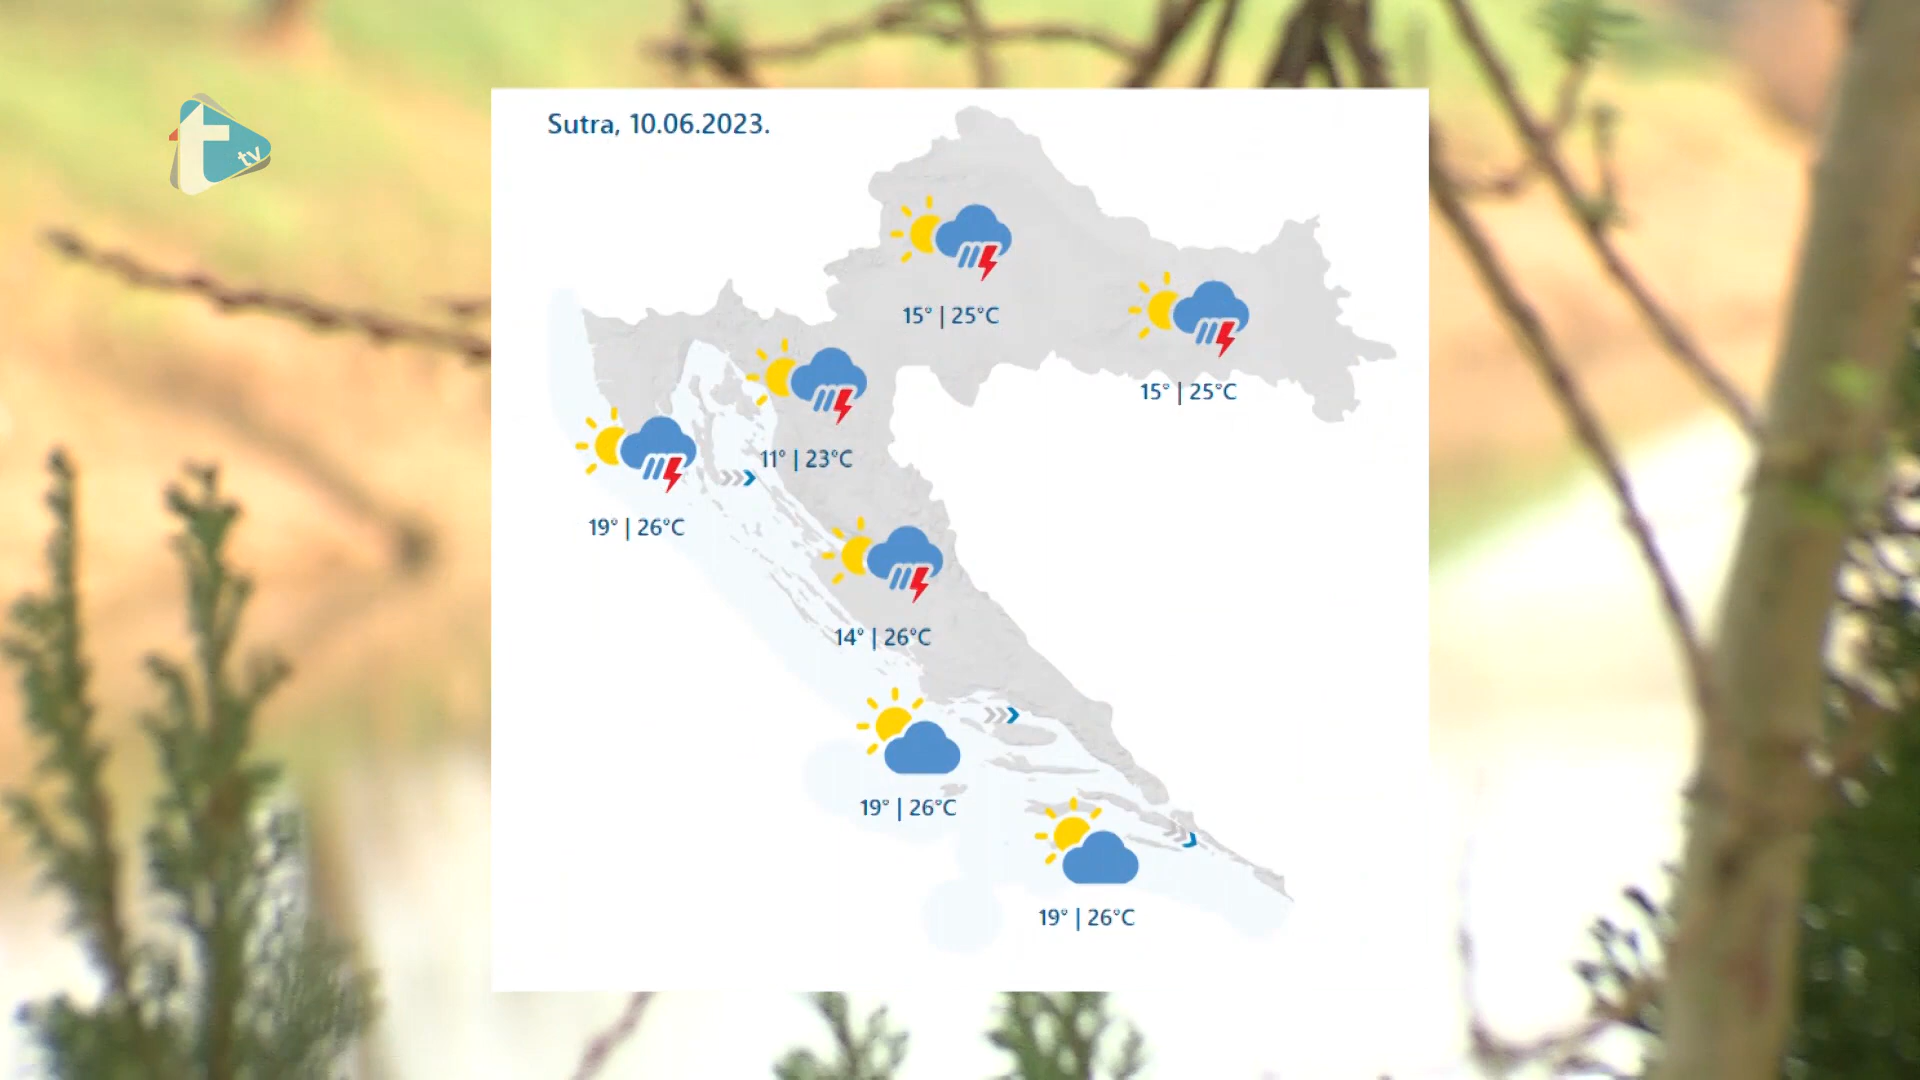 t
tv
Sutra, 10.06.2023.
15° | 25°C
15° | 25°C
11° | 23°C
19° | 26°C
14° | 26°C
19° | 26°C
19° | 26°C